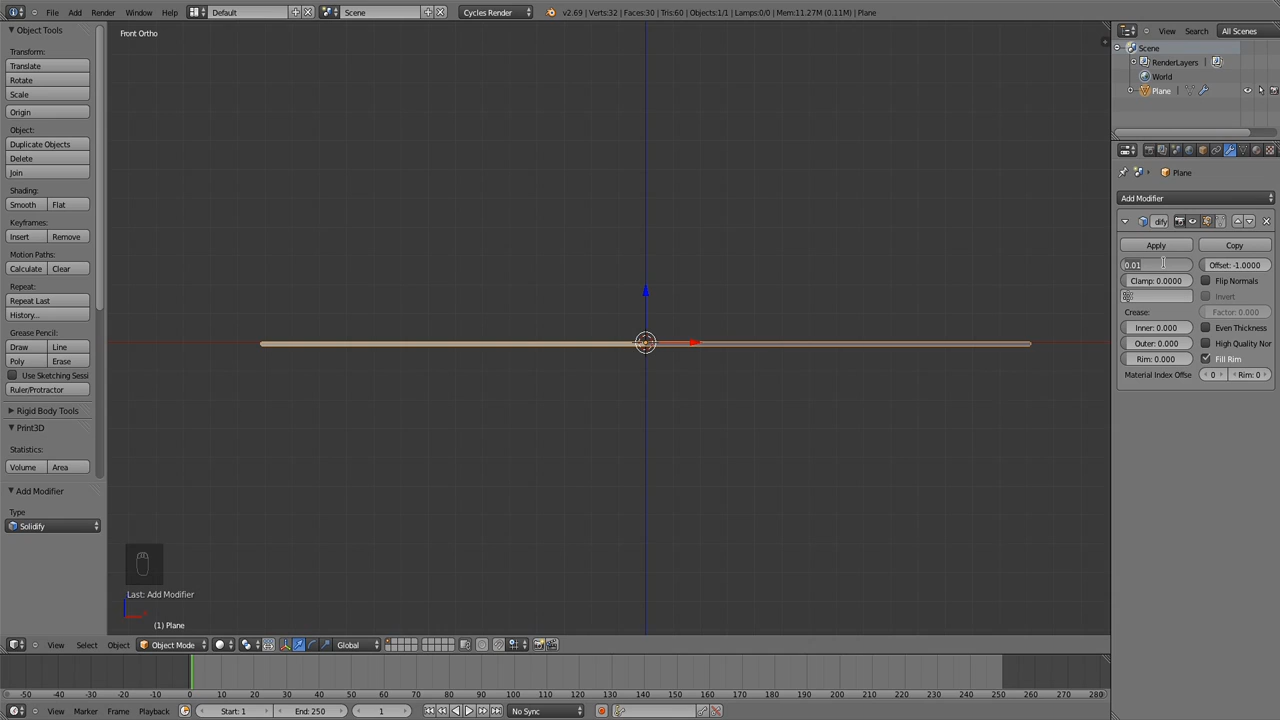 File Add Render Window Help Default Scene Cycles Render v2.69 | Verts:32 | Faces:30 | Tris:60 | Objects:1/1 | Lamps:0/0 | Mem:11.27M (0.11M) | Plane
Object Tools
Transform:
Translate
Rotate
Scale
Origin
Object:
Duplicate Objects
Delete
Join
Shading:
Smooth Flat
Keyframes:
Insert Remove
Motion Paths:
Calculate Clear
Repeat:
Repeat Last
History...
Grease Pencil:
Draw Line
Poly Erase
Use Sketching Sessi
Ruler/Protractor
Rigid Body Tools
Print3D
Statistics:
Volume Area
Add Modifier
Type
Solidify
Front Ortho
Last: Add Modifier
(1) Plane
View Select Object Object Mode Global
-50 -40 -30 -20 -10 0 10 20 30 40 50 60 70 80 90 100 110 120 130 140 150 160 170 180 190 200 210 220 230 240 250 260 270 280
View Marker Frame Playback Start: 1 End: 250 1 No Sync
View Search All Scenes
Scene
RenderLayers
World
Plane
Plane
Add Modifier
dify
Apply Copy
0.01 Offset: -1.0000
Clamp: 0.0000 Flip Normals
Invert
Crease: Factor: 0.000
Inner: 0.000 Even Thickness
Outer: 0.000 High Quality Nor
Rim: 0.000 Fill Rim
Material Index Offse 0 Rim: 0